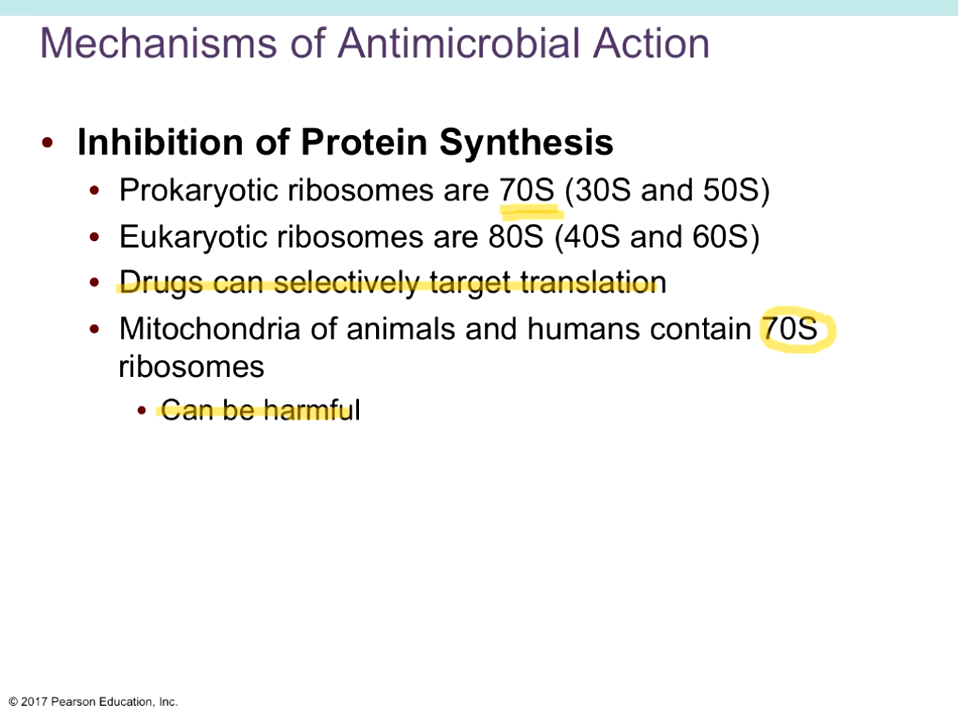 Mechanisms of Antimicrobial Action
• Inhibition of Protein Synthesis
• Prokaryotic ribosomes are 70S (30S and 50S)
• Eukaryotic ribosomes are 80S (40S and 60S)
• Drugs can selectively target translation
• Mitochondria of animals and humans contain 70S
ribosomes
• Can be harmful
© 2017 Pearson Education, Inc.